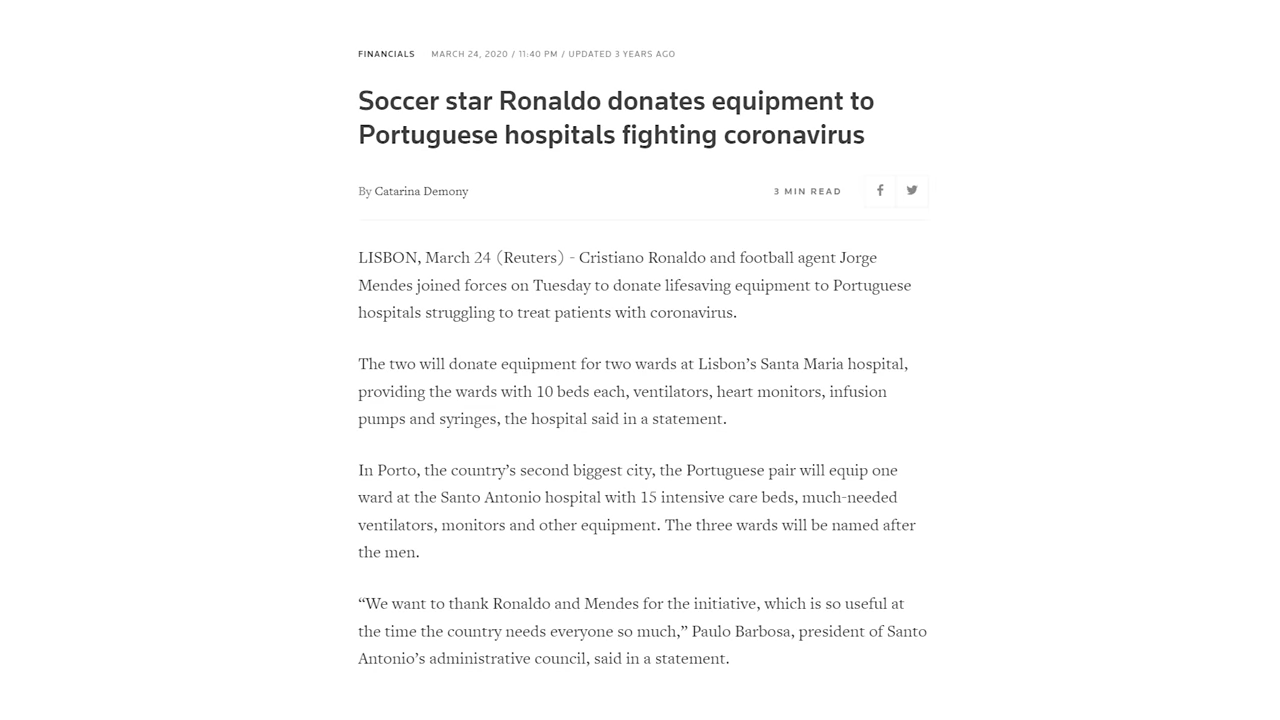 FINANCIALS MARCH 24, 2020 / 11:40 PM / UPDATED 3 YEARS AGO
Soccer star Ronaldo donates equipment to
Portuguese hospitals fighting coronavirus
By Catarina Demony 3 MIN READ
LISBON, March 24 (Reuters) - Cristiano Ronaldo and football agent Jorge
Mendes joined forces on Tuesday to donate lifesaving equipment to Portuguese
hospitals struggling to treat patients with coronavirus.
The two will donate equipment for two wards at Lisbon’s Santa Maria hospital,
providing the wards with 10 beds each, ventilators, heart monitors, infusion
pumps and syringes, the hospital said in a statement.
In Porto, the country’s second biggest city, the Portuguese pair will equip one
ward at the Santo Antonio hospital with 15 intensive care beds, much-needed
ventilators, monitors and other equipment. The three wards will be named after
the men.
“We want to thank Ronaldo and Mendes for the initiative, which is so useful at
the time the country needs everyone so much,” Paulo Barbosa, president of Santo
Antonio’s administrative council, said in a statement.